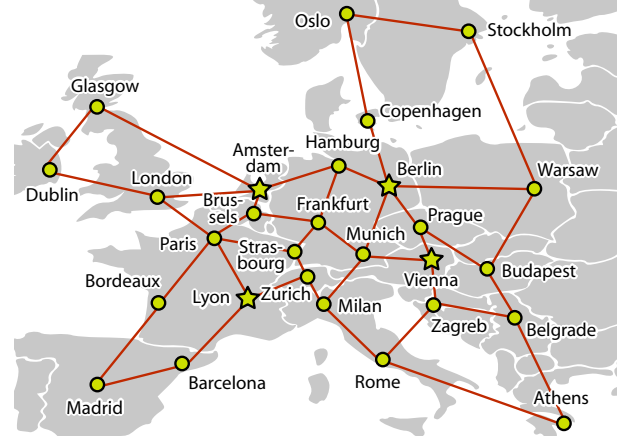 Oslo
Stockholm
Glasgow
Copenhagen
Hamburg
Amster-
dam
Berlin
Dublin
London
Warsaw
Brus-
sels
Frankfurt
Prague
Paris
Stras-
bourg
Munich
Vienna
Budapest
Bordeaux
Lyon
Zurich
Milan
Zagreb
Belgrade
Madrid
Barcelona
Rome
Athens